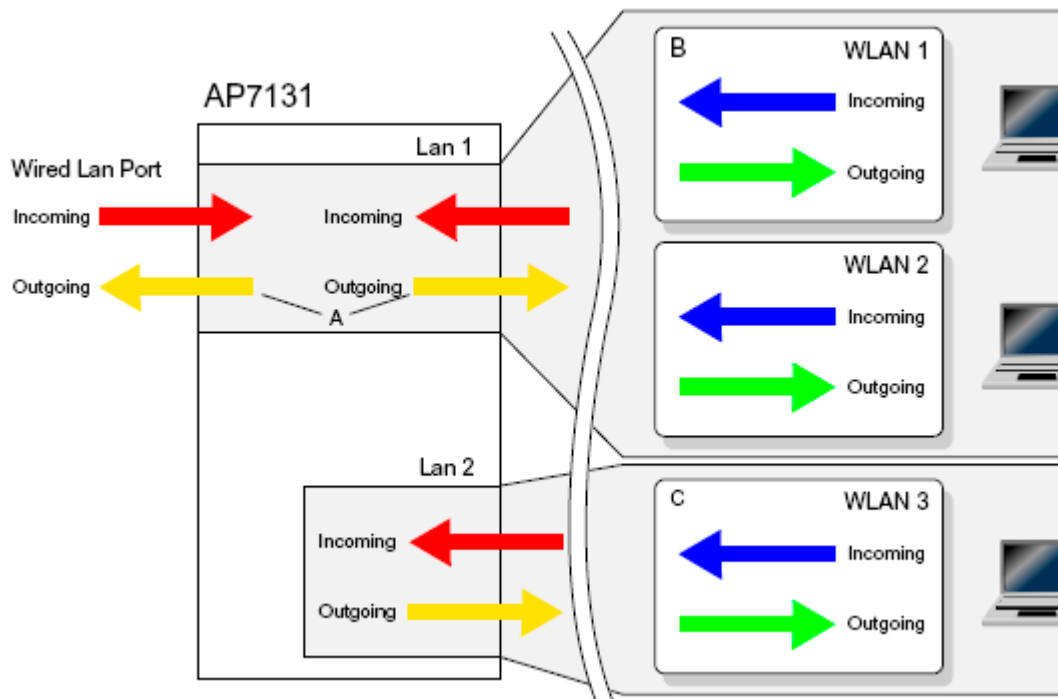 AP7131
Wired Lan Port
Incoming
Outgoing
Lan 1
Incoming
Outgoing
A
Lan 2
Incoming
Outgoing
B
WLAN 1
Incoming
Outgoing
WLAN 2
Incoming
Outgoing
C
WLAN 3
Incoming
Outgoing